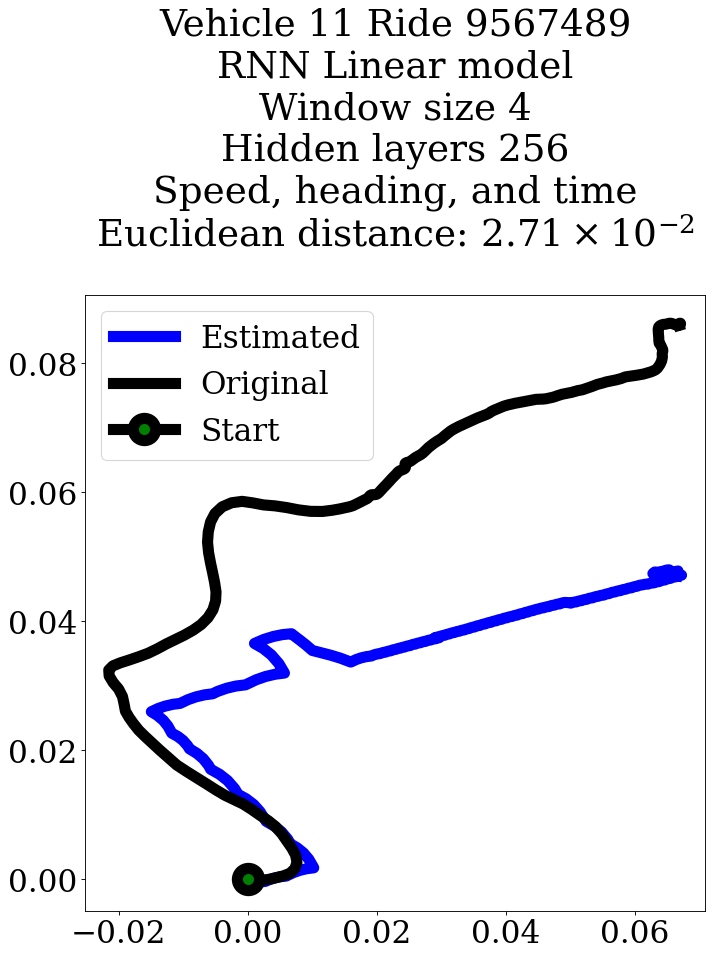 Vehicle 11 Ride 9567489
RNN Linear model
Window size 4
Hidden layers 256
Speed, heading, and time
Euclidean distance: 2.71 × 10⁻²
Estimated
Original
Start
0.08
0.06
0.04
0.02
0.00
−0.02 0.00 0.02 0.04 0.06